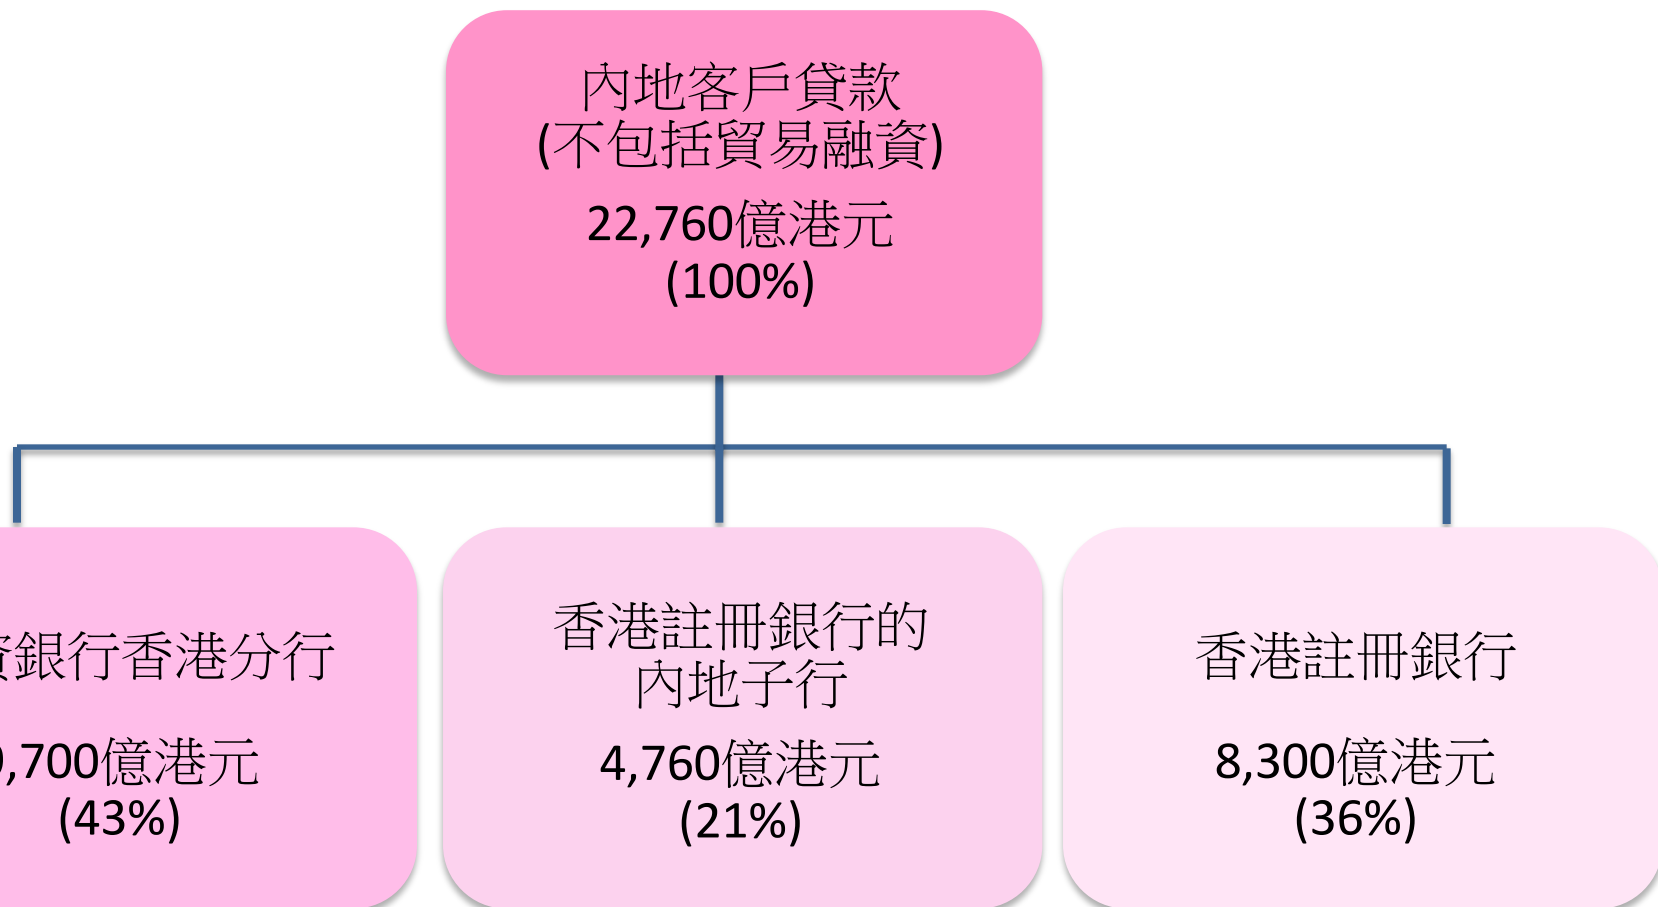 內地客戶貸款
(不包括貿易融資)
22,760億港元
(100%)
資銀行香港分行
,700億港元
(43%)
香港註冊銀行的
內地子行
4,760億港元
(21%)
香港註冊銀行
8,300億港元
(36%)